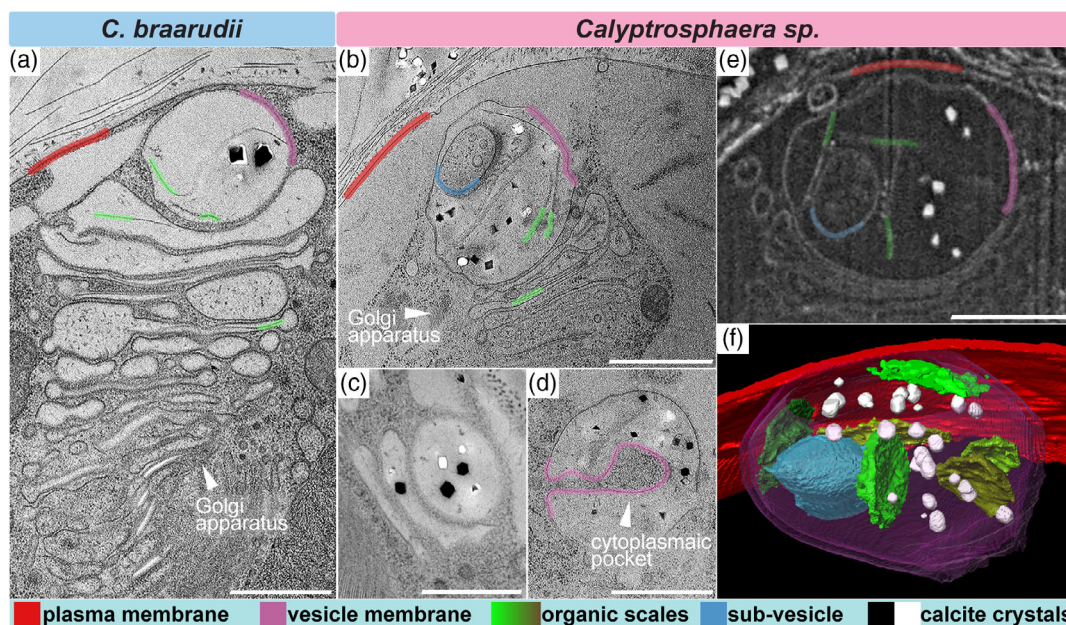 C. braarudii
Calyptrosphaera sp.
(a)
(b)
(e)
Golgi
apparatus
(c)
(d)
(f)
Golgi
apparatus
cytoplasmaic
pocket
plasma membrane
vesicle membrane
organic scales
sub-vesicle
calcite crystals